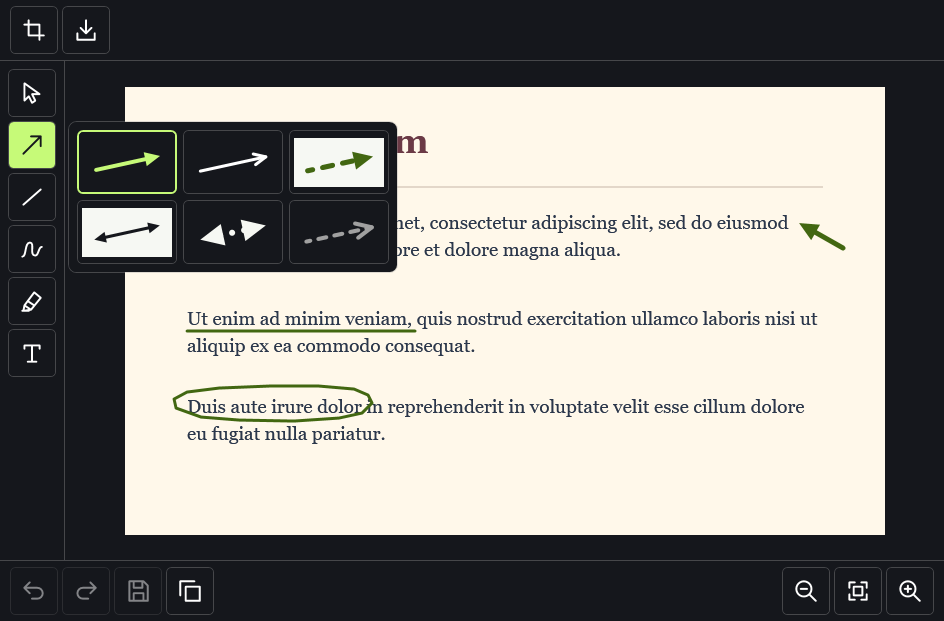 m
et, consectetur adipiscing elit, sed do eiusmod
ore et dolore magna aliqua.
Ut enim ad minim veniam, quis nostrud exercitation ullamco laboris nisi ut
aliquip ex ea commodo consequat.
Duis aute irure dolor in reprehenderit in voluptate velit esse cillum dolore
eu fugiat nulla pariatur.